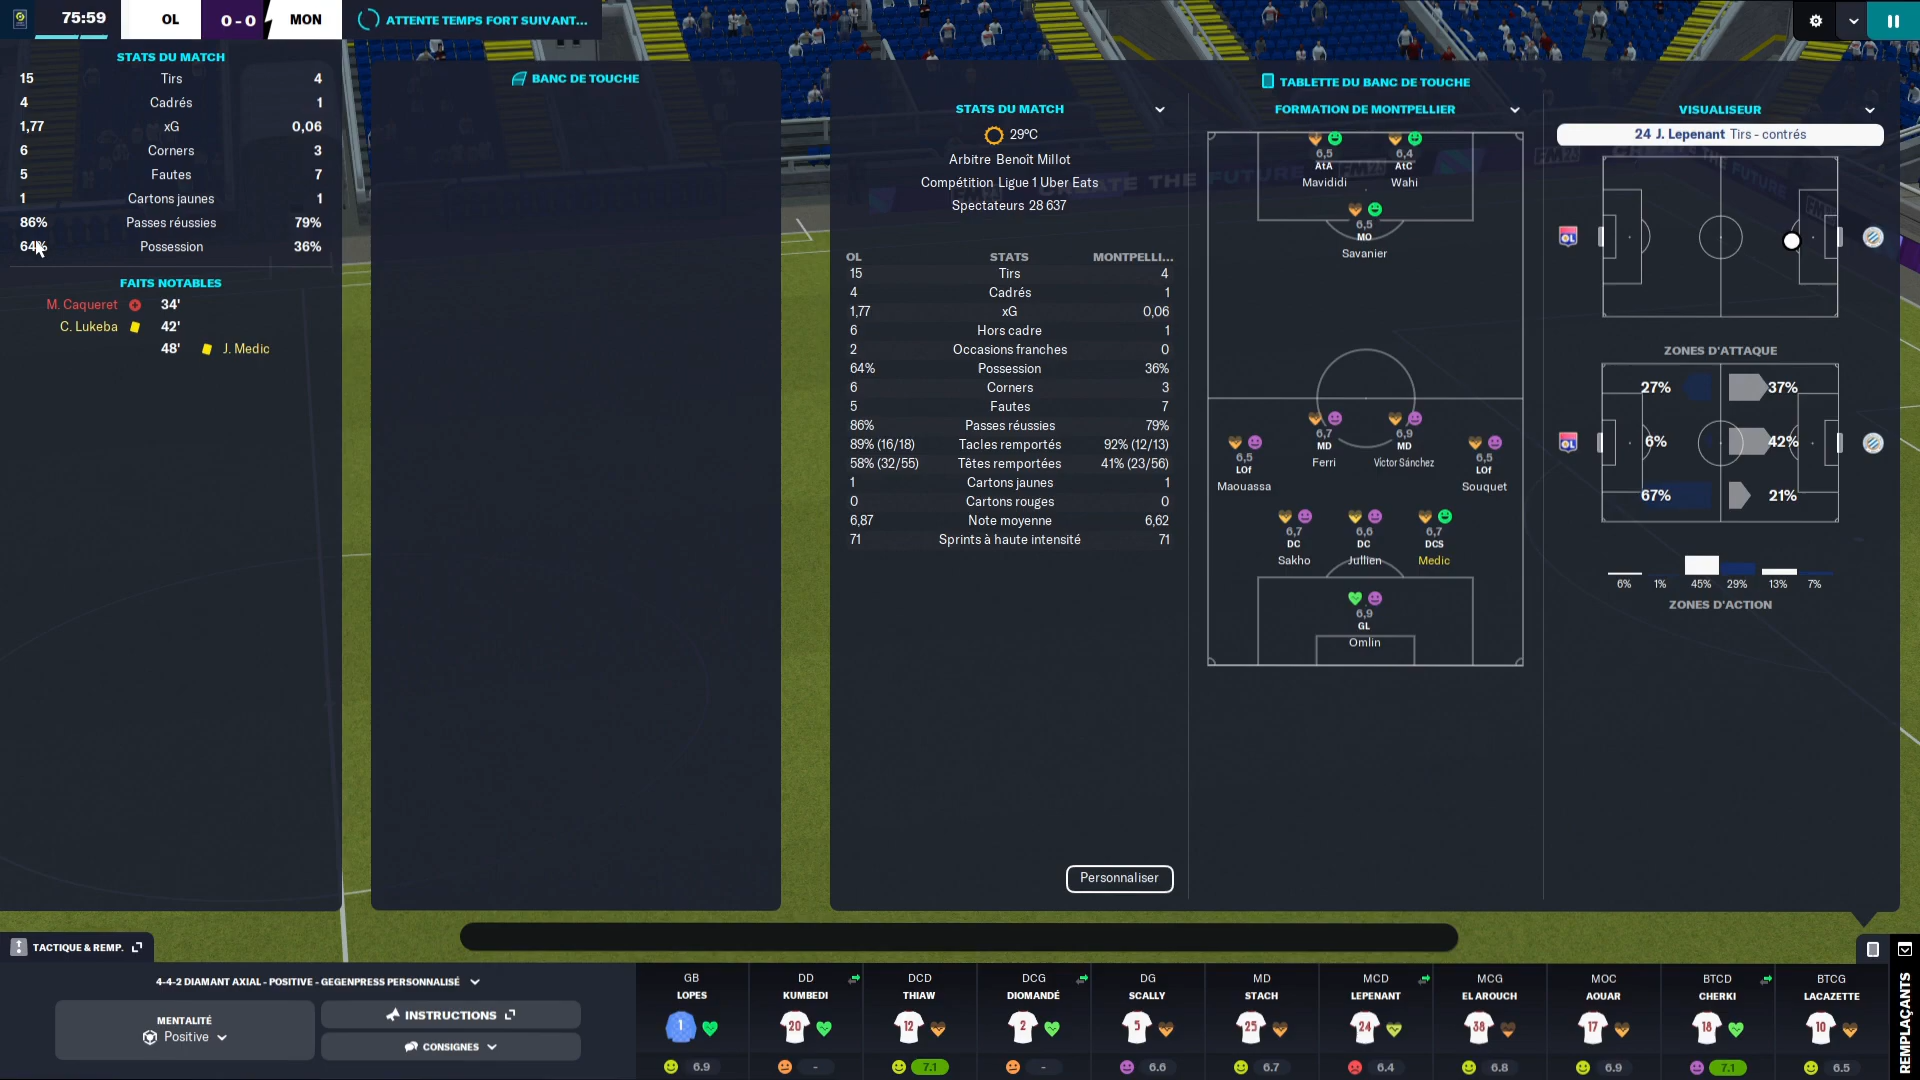 75:59
OL
0 - 0
MON
ATTENTE TEMPS FORT SUIVANT...
STATS DU MATCH
15 Tirs 4
4 Cadrés 1
1,77 xG 0,06
6 Corners 3
5 Fautes 7
1 Cartons jaunes 1
86% Passes réussies 79%
64% Possession 36%
FAITS NOTABLES
M. Caqueret 34'
C. Lukeba 42'
48' J. Medic
BANC DE TOUCHE
TABLETTE DU BANC DE TOUCHE
STATS DU MATCH
29°C
Arbitre Benoît Millot
Compétition Ligue 1 Uber Eats
Spectateurs 28 637
OL STATS MONTPELLI...
15 Tirs 4
4 Cadrés 1
1,77 xG 0,06
6 Hors cadre 1
2 Occasions franches 0
64% Possession 36%
6 Corners 3
5 Fautes 7
86% Passes réussies 79%
89% (16/18) Tacles remportés 92% (12/13)
58% (32/55) Têtes remportées 41% (23/56)
1 Cartons jaunes 1
0 Cartons rouges 0
6,87 Note moyenne 6,62
71 Sprints à haute intensité 71
Personnaliser
FORMATION DE MONTPELLIER
6,5 6,4
AtA AtC
Mavididi Wahi
6,5
MO
Savanier
6,7 6,9
MD MD
Ferri Víctor Sánchez
6,5 6,5
LOf LOf
Maouassa Souquet
6,7 6,6 6,7
DC DC DCS
Sakho Jullien Medic
6,9
GL
Omlin
VISUALISEUR
24 J. Lepenant Tirs - contrés
ZONES D'ATTAQUE
27% 37%
6% 42%
67% 21%
6% 1% 45% 29% 13% 7%
ZONES D'ACTION
CREATE THE FUTURE
FM23
TACTIQUE & REMP.
4-4-2 DIAMANT AXIAL - POSITIVE - GEGENPRESS PERSONNALISÉ
MENTALITÉ
Positive
INSTRUCTIONS
CONSIGNES
GB DD DCD DCG DG MD MCD MCG MOC BTCD BTCG
LOPES KUMBEDI THIAW DIOMANDÉ SCALLY STACH LEPENANT EL AROUCH AOUAR CHERKI LACAZETTE
1 20 12 2 5 25 24 38 17 18 10
6.9 - 7.1 - 6.6 6.7 6.4 6.8 6.9 7.1 6.5
REMPLAÇANTS